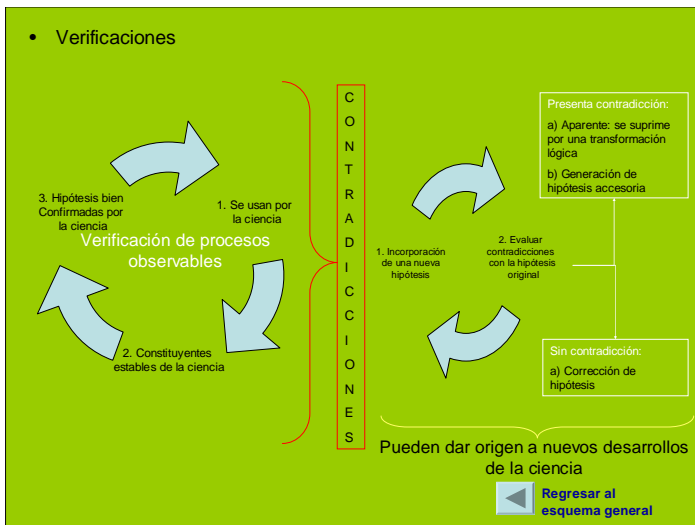 • Verificaciones
3. Hipótesis bien
Confirmadas por
la ciencia
1. Se usan por
la ciencia
Verificación de procesos
observables
2. Constituyentes
estables de la ciencia
C
O
N
T
R
A
D
I
C
C
I
O
N
E
S
1. Incorporación
de una nueva
hipótesis
2. Evaluar
contradicciones
con la hipótesis
original
Presenta contradicción:
a) Aparente: se suprime
por una transformación
lógica
b) Generación de
hipótesis accesoria
Sin contradicción:
a) Corrección de
hipótesis
Pueden dar origen a nuevos desarrollos
de la ciencia
Regresar al
esquema general